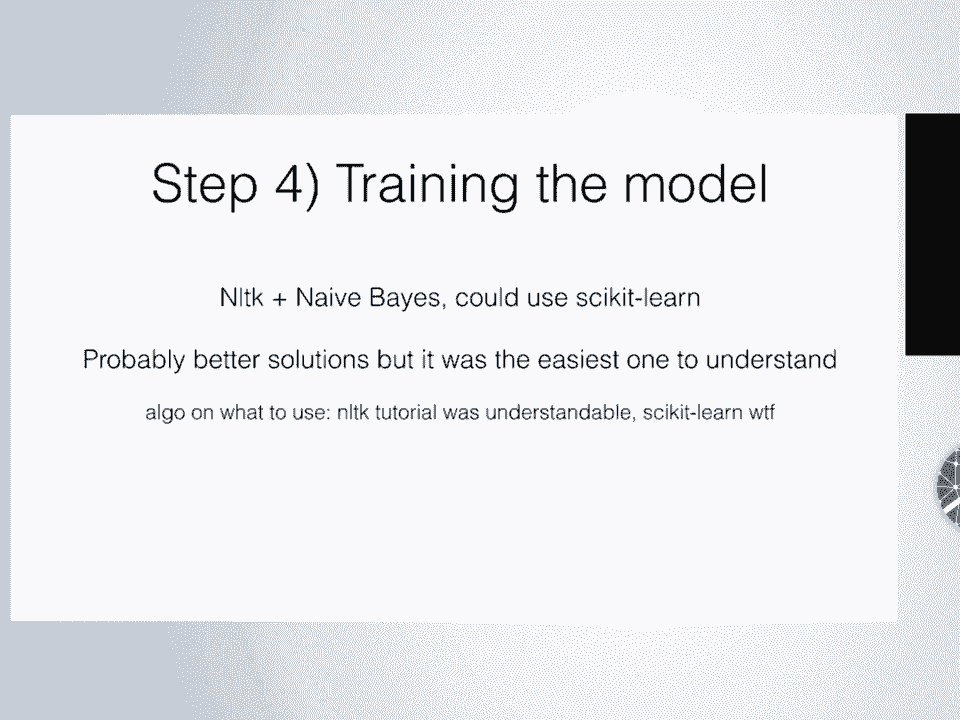 Step 4) Training the model
Nltk + Naive Bayes, could use scikit-learn
Probably better solutions but it was the easiest one to understand
algo on what to use: nltk tutorial was understandable, scikit-learn wtf